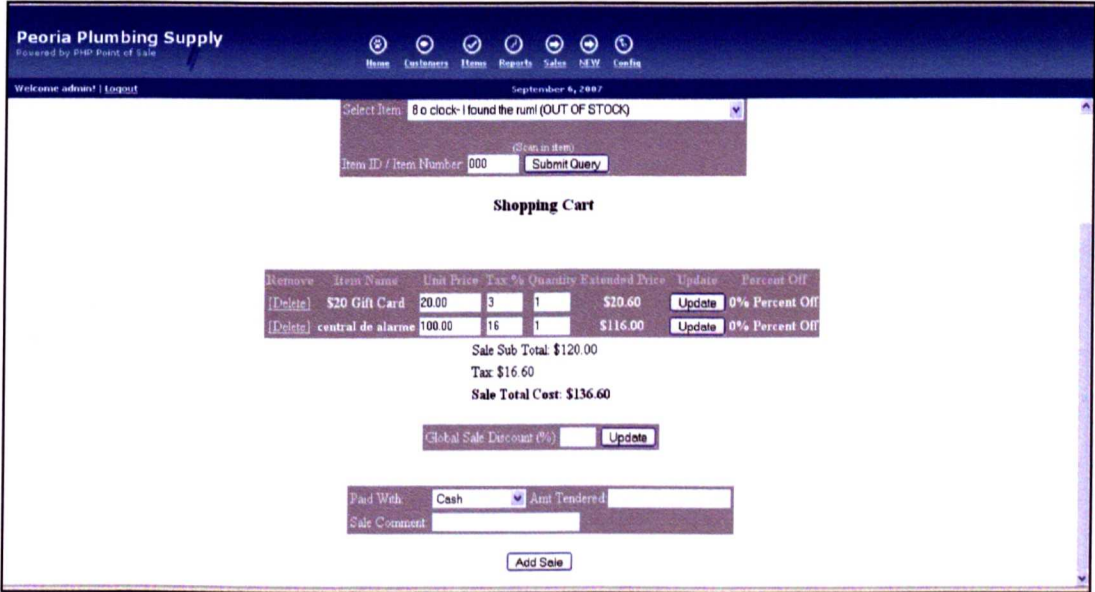 Peoria Plumbing Supply
Powered by PHP Point of Sale
Home Customers Items Reports Sales NEW Config
Welcome admin! | Logout
September 6, 2007
Select Item: 8 o clock- I found the rum! (OUT OF STOCK)
(Scan in item)
Item ID / Item Number: 000 Submit Query
Shopping Cart
Remove Item Name Unit Price Tax % Quantity Extended Price Update Percent Off
[Delete] $20 Gift Card 20.00 3 1 $20.60 Update 0% Percent Off
[Delete] central de alarme 100.00 16 1 $116.00 Update 0% Percent Off
Sale Sub Total: $120.00
Tax: $16.60
Sale Total Cost: $136.60
Global Sale Discount (%) Update
Paid With: Cash Amt Tendered:
Sale Comment:
Add Sale